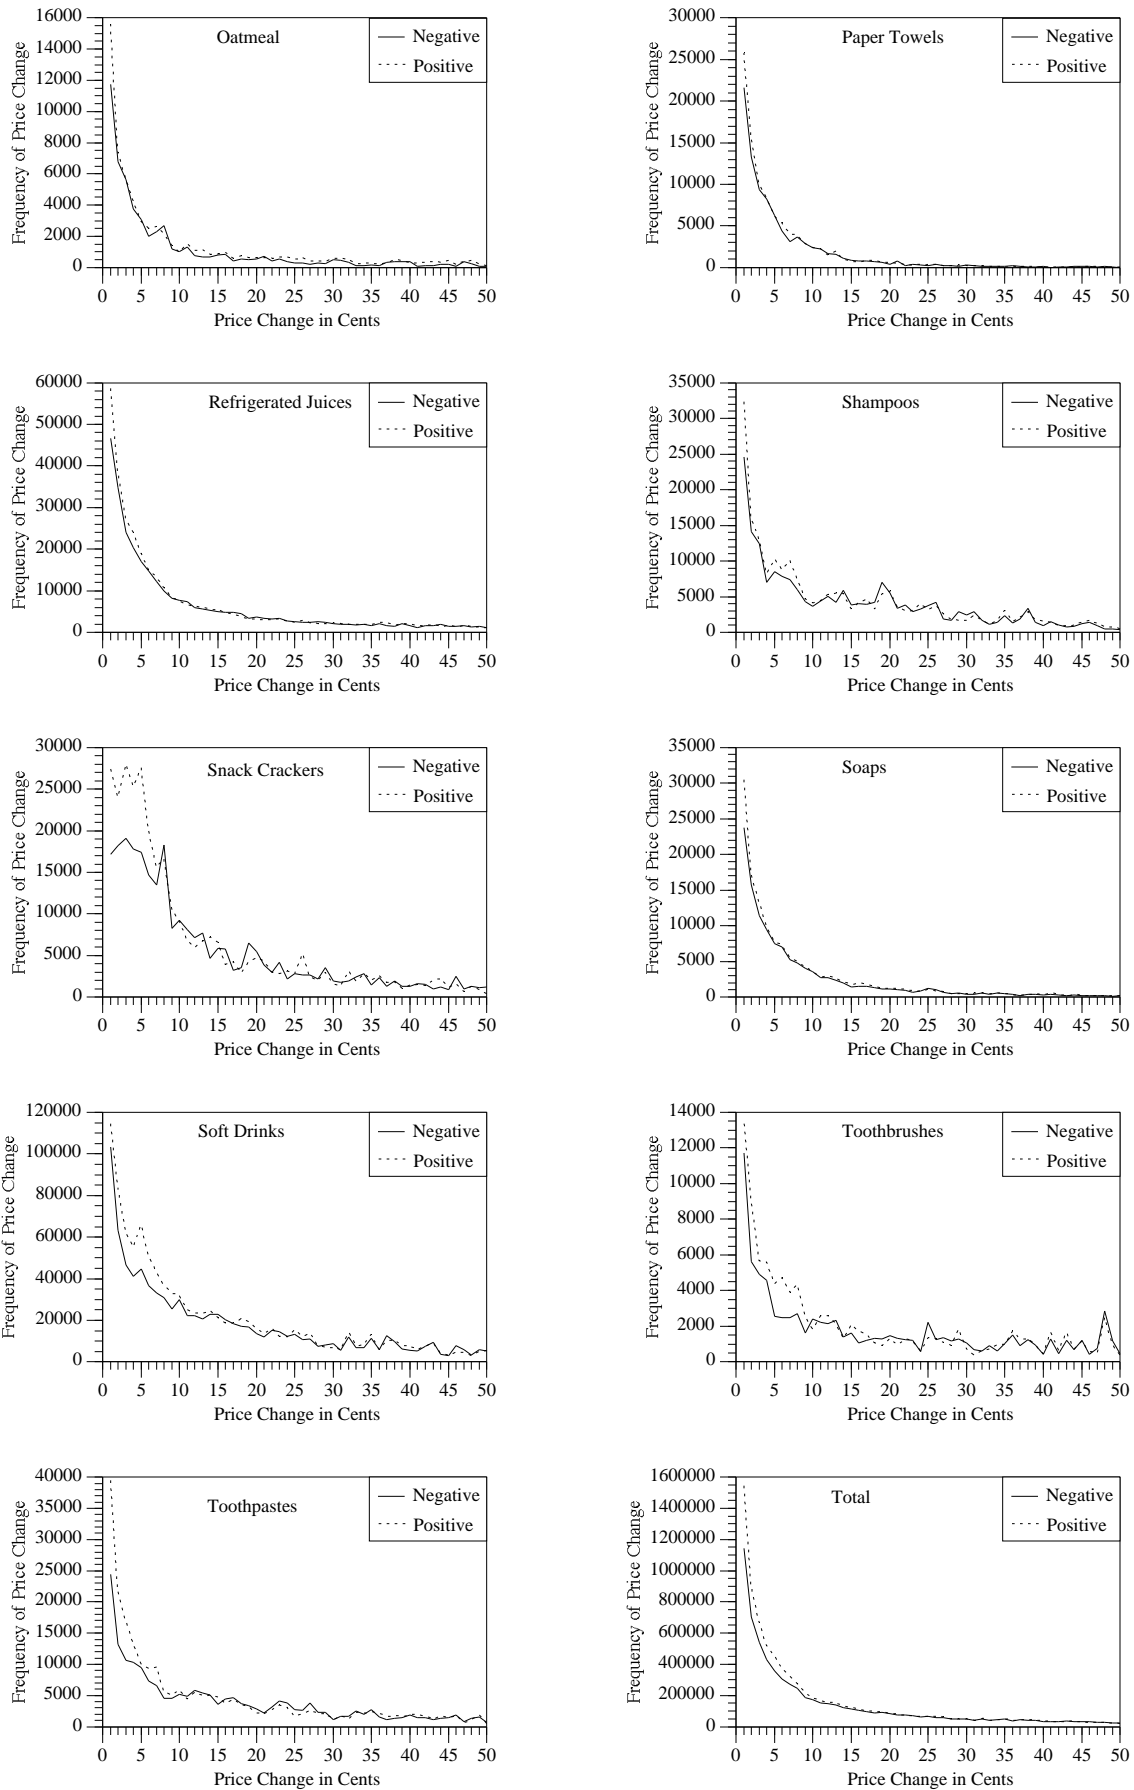 Oatmeal
Negative
Positive
Frequency of Price Change
16000
14000
12000
10000
8000
6000
4000
2000
0
0 5 10 15 20 25 30 35 40 45 50
Price Change in Cents
Paper Towels
Negative
Positive
Frequency of Price Change
30000
25000
20000
15000
10000
5000
0
0 5 10 15 20 25 30 35 40 45 50
Price Change in Cents
Refrigerated Juices
Negative
Positive
Frequency of Price Change
60000
50000
40000
30000
20000
10000
0
0 5 10 15 20 25 30 35 40 45 50
Price Change in Cents
Shampoos
Negative
Positive
Frequency of Price Change
35000
30000
25000
20000
15000
10000
5000
0
0 5 10 15 20 25 30 35 40 45 50
Price Change in Cents
Snack Crackers
Negative
Positive
Frequency of Price Change
30000
25000
20000
15000
10000
5000
0
0 5 10 15 20 25 30 35 40 45 50
Price Change in Cents
Soaps
Negative
Positive
Frequency of Price Change
35000
30000
25000
20000
15000
10000
5000
0
0 5 10 15 20 25 30 35 40 45 50
Price Change in Cents
Soft Drinks
Negative
Positive
Frequency of Price Change
120000
100000
80000
60000
40000
20000
0
0 5 10 15 20 25 30 35 40 45 50
Price Change in Cents
Toothbrushes
Negative
Positive
Frequency of Price Change
14000
12000
10000
8000
6000
4000
2000
0
0 5 10 15 20 25 30 35 40 45 50
Price Change in Cents
Toothpastes
Negative
Positive
Frequency of Price Change
40000
35000
30000
25000
20000
15000
10000
5000
0
0 5 10 15 20 25 30 35 40 45 50
Price Change in Cents
Total
Negative
Positive
Frequency of Price Change
1600000
1400000
1200000
1000000
800000
600000
400000
200000
0
0 5 10 15 20 25 30 35 40 45 50
Price Change in Cents